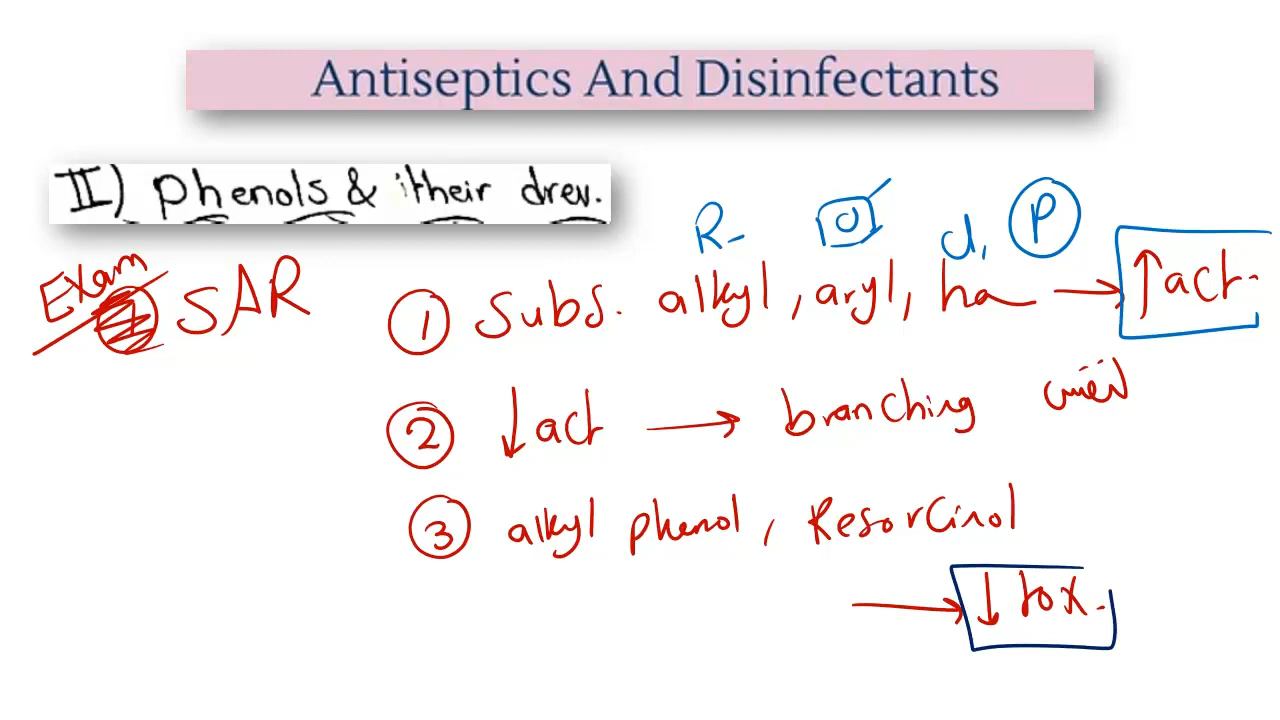 Antiseptics And Disinfectants
II) Phenols & their drev.
R- cl, P
Exam SAR
① Subs. alkyl, aryl, ha → ↑ act.
② ↓ act → branching
③ alkyl phenol, Resorcinol
→ ↓ tox.